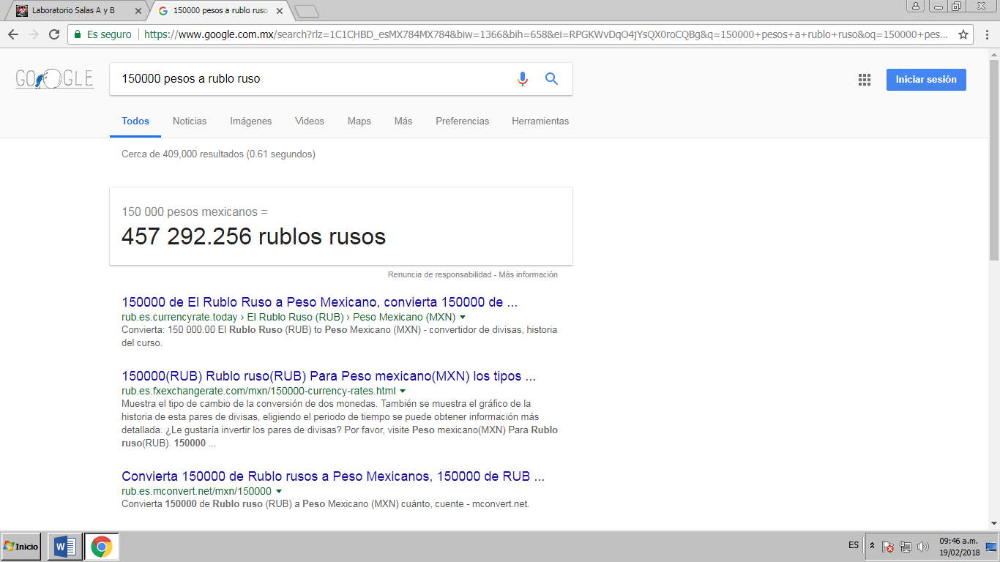 Laboratorio Salas A y B
150000 pesos a rublo ruso
Es seguro
https://www.google.com.mx/search?rlz=1C1CHBD_esMX784MX784&biw=1366&bih=658&ei=RPGKWvDqO4jYsQX0roCQBg&q=150000+pesos+a+rublo+ruso&oq=150000+pes...
GOOGLE
150000 pesos a rublo ruso
Iniciar sesión
Todos Noticias Imágenes Videos Maps Más Preferencias Herramientas
Cerca de 409,000 resultados (0.61 segundos)
150 000 pesos mexicanos =
457 292.256 rublos rusos
Renuncia de responsabilidad - Más información
150000 de El Rublo Ruso a Peso Mexicano, convierta 150000 de ...
rub.es.currencyrate.today › El Rublo Ruso (RUB) › Peso Mexicano (MXN)
Convierta: 150 000.00 El Rublo Ruso (RUB) to Peso Mexicano (MXN) - convertidor de divisas, historia
del curso.
150000(RUB) Rublo ruso(RUB) Para Peso mexicano(MXN) los tipos ...
rub.es.fxexchangerate.com/mxn/150000-currency-rates.html
Muestra el tipo de cambio de la conversión de dos monedas. También se muestra el gráfico de la
historia de esta pares de divisas, eligiendo el periodo de tiempo se puede obtener información más
detallada. ¿Le gustaría invertir los pares de divisas? Por favor, visite Peso mexicano(MXN) Para Rublo
ruso(RUB). 150000 ...
Convierta 150000 de Rublo rusos a Peso Mexicanos, 150000 de RUB ...
rub.es.mconvert.net/mxn/150000
Convierta 150000 de Rublo ruso (RUB) a Peso Mexicano (MXN) cuánto, cuente - mconvert.net.
Inicio
ES
09:46 a.m.
19/02/2018